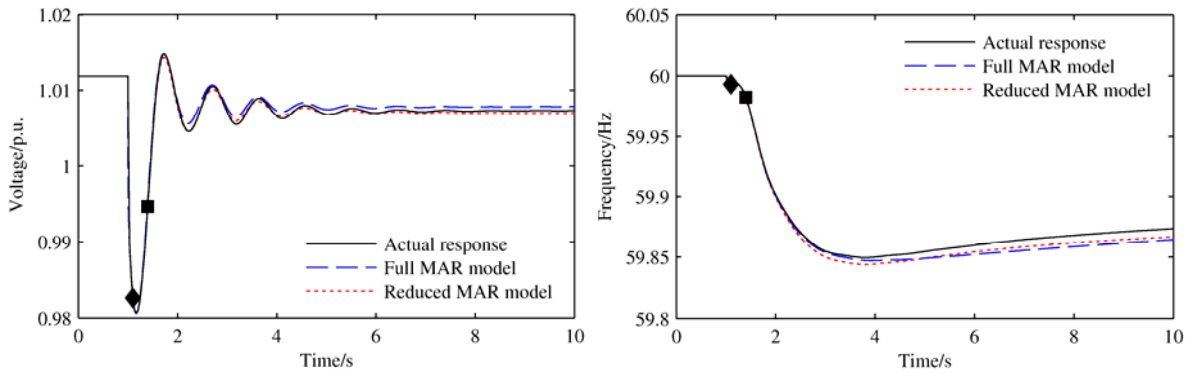 1.02
1.01
1
0.99
0.98
Voltage/p.u.
Actual response
Full MAR model
Reduced MAR model
0 2 4 6 8 10
Time/s
60.05
60
59.95
59.9
59.85
59.8
Frequency/Hz
Actual response
Full MAR model
Reduced MAR model
0 2 4 6 8 10
Time/s